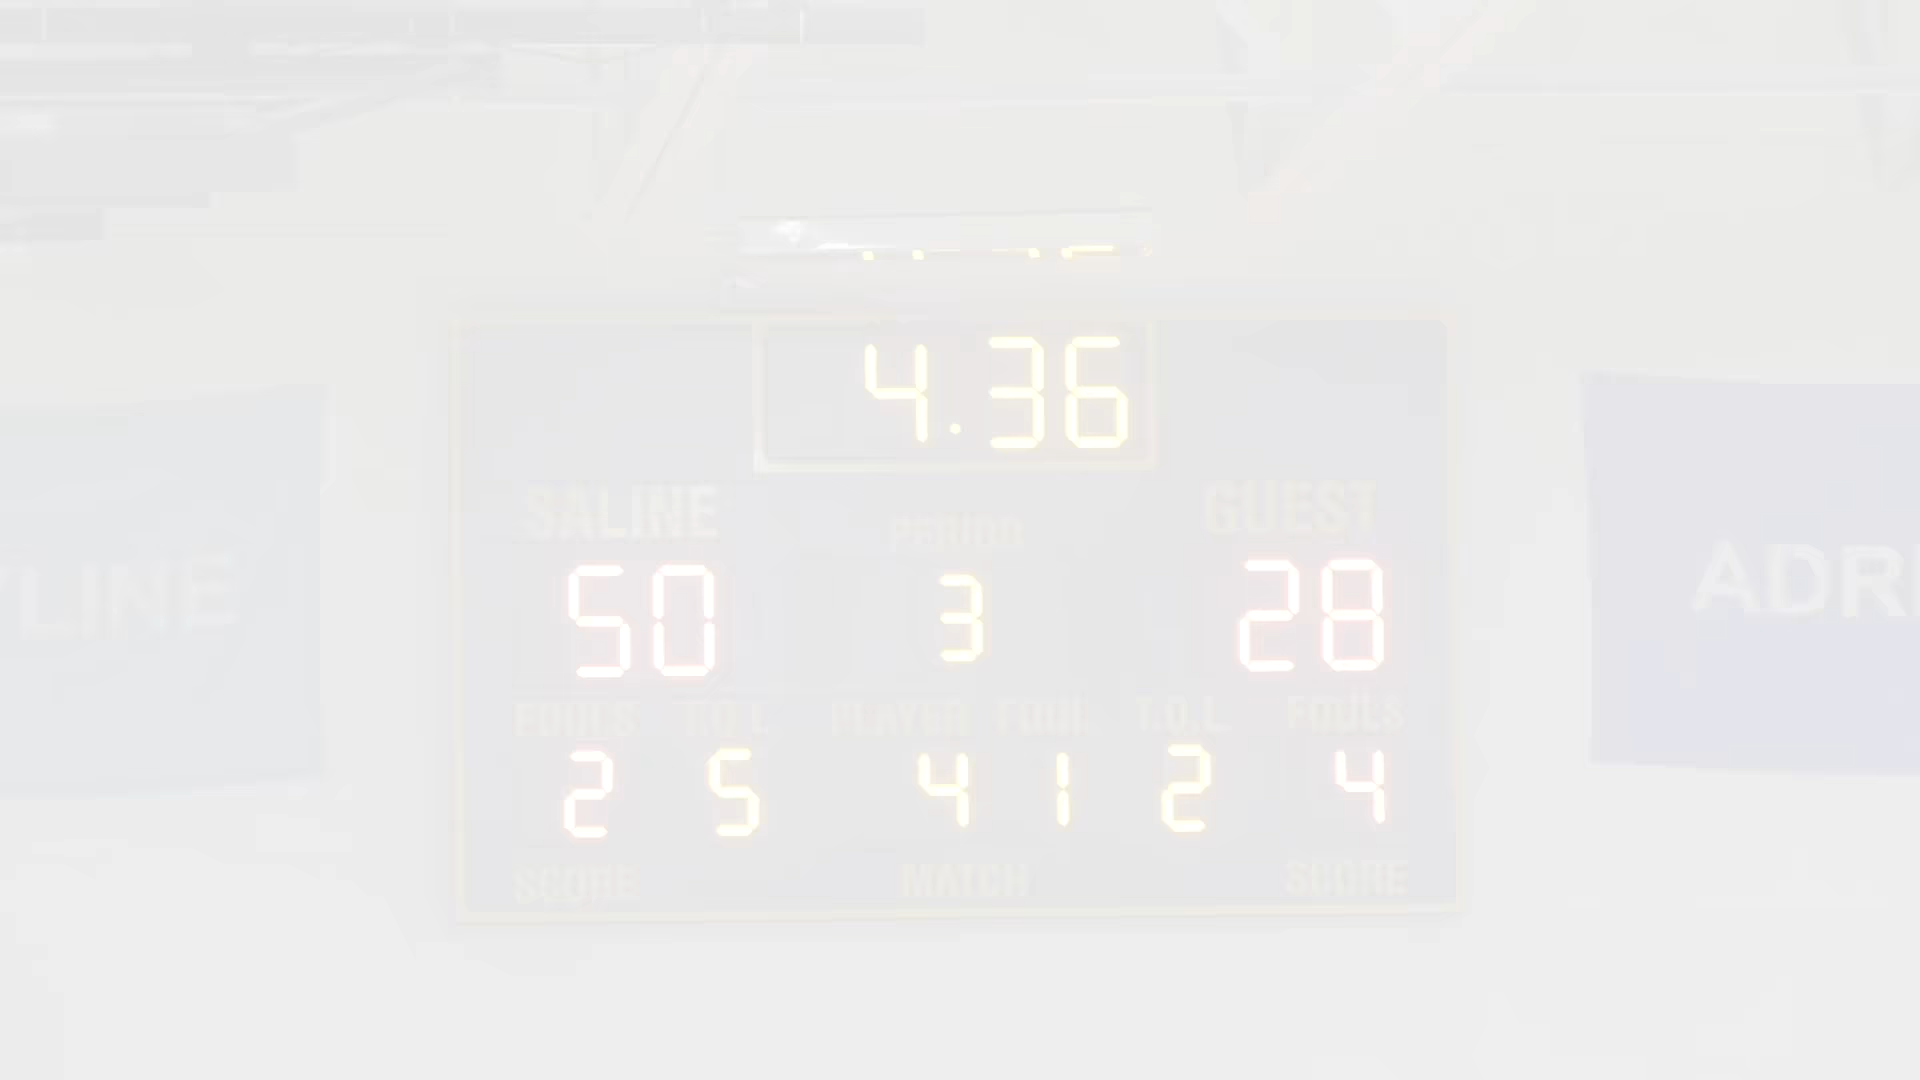 4.36
SALINE PERIOD GUEST
50 3 28
LINE ADR
FOULS T.O.L. PLAYER FOUL T.O.L. FOULS
2 5 4 1 2 4
SCORE MATCH SCORE